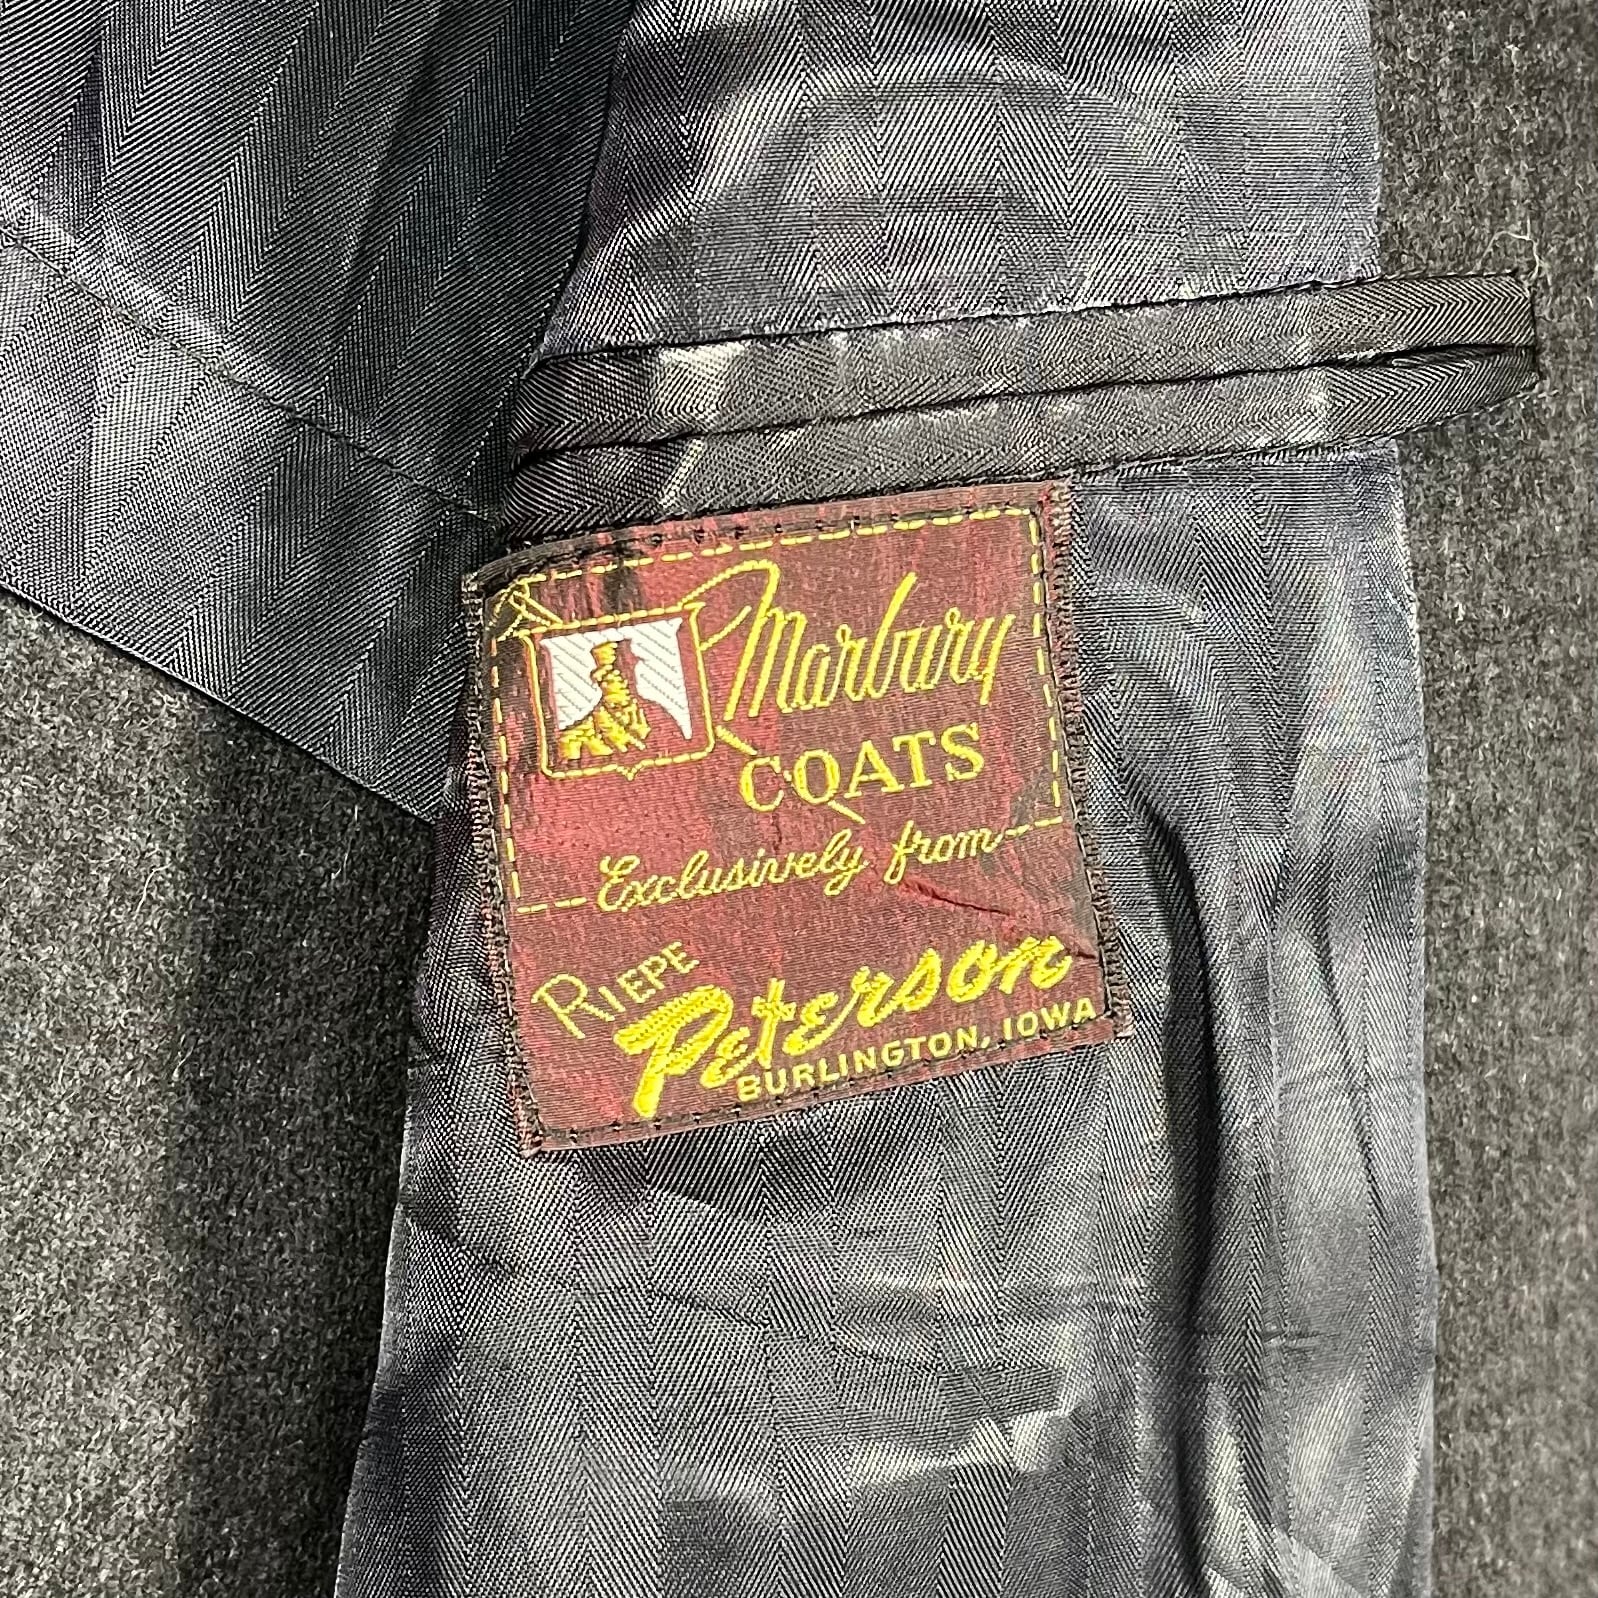 Marbury
COATS
Exclusively from
RIEPE
Peterson
BURLINGTON, IOWA